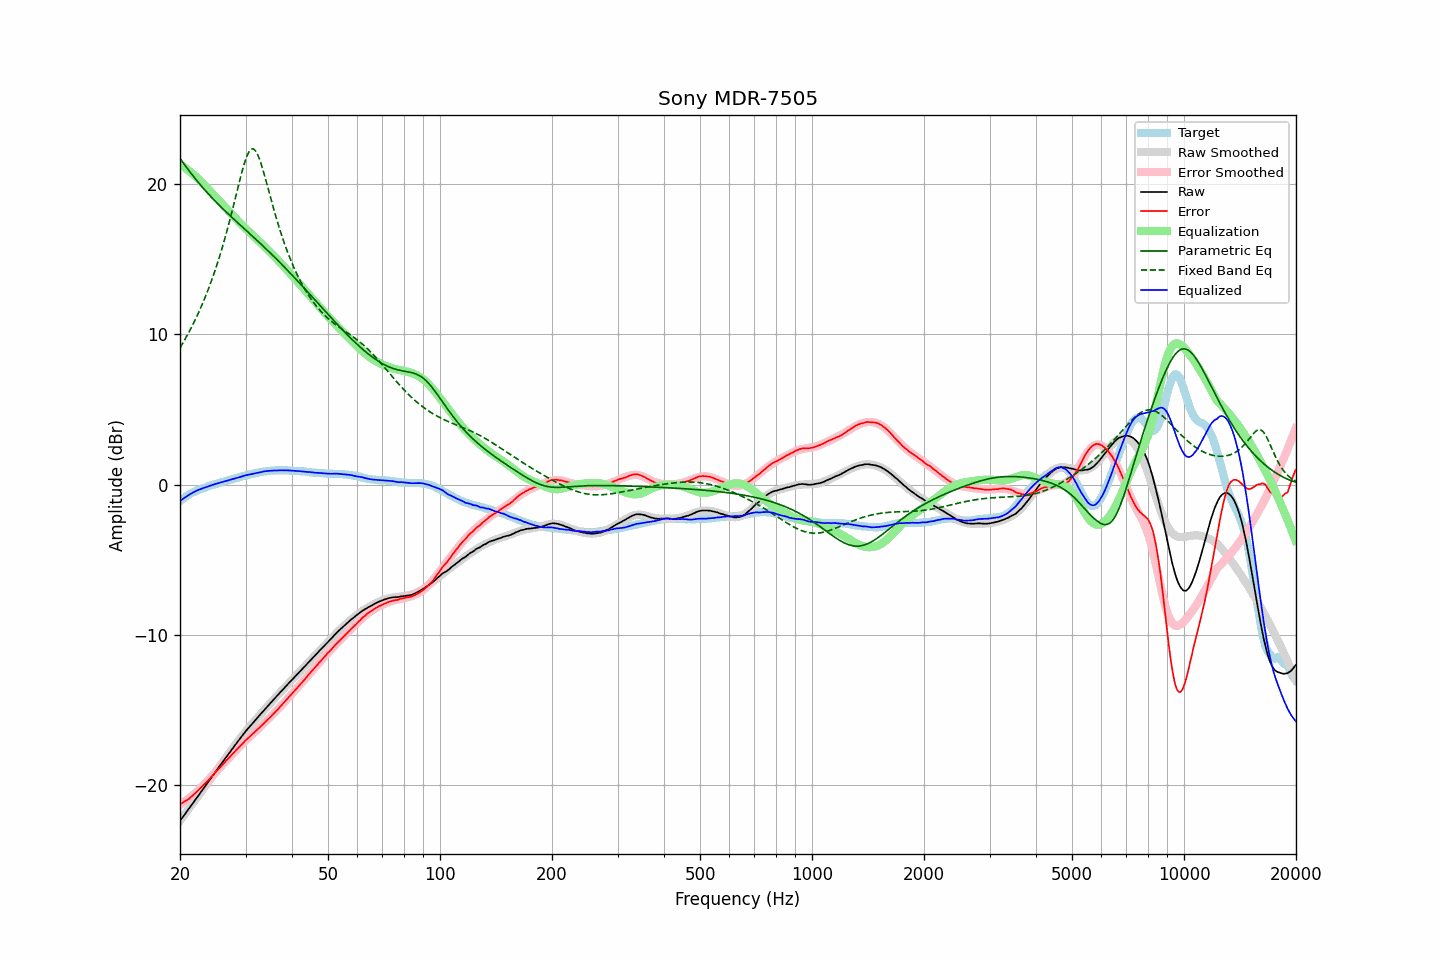 Sony MDR-7505
Target
Raw Smoothed
Error Smoothed
Raw
Error
Equalization
Parametric Eq
Fixed Band Eq
Equalized
Amplitude (dBr)
20
10
0
−10
−20
20 50 100 200 500 1000 2000 5000 10000 20000
Frequency (Hz)